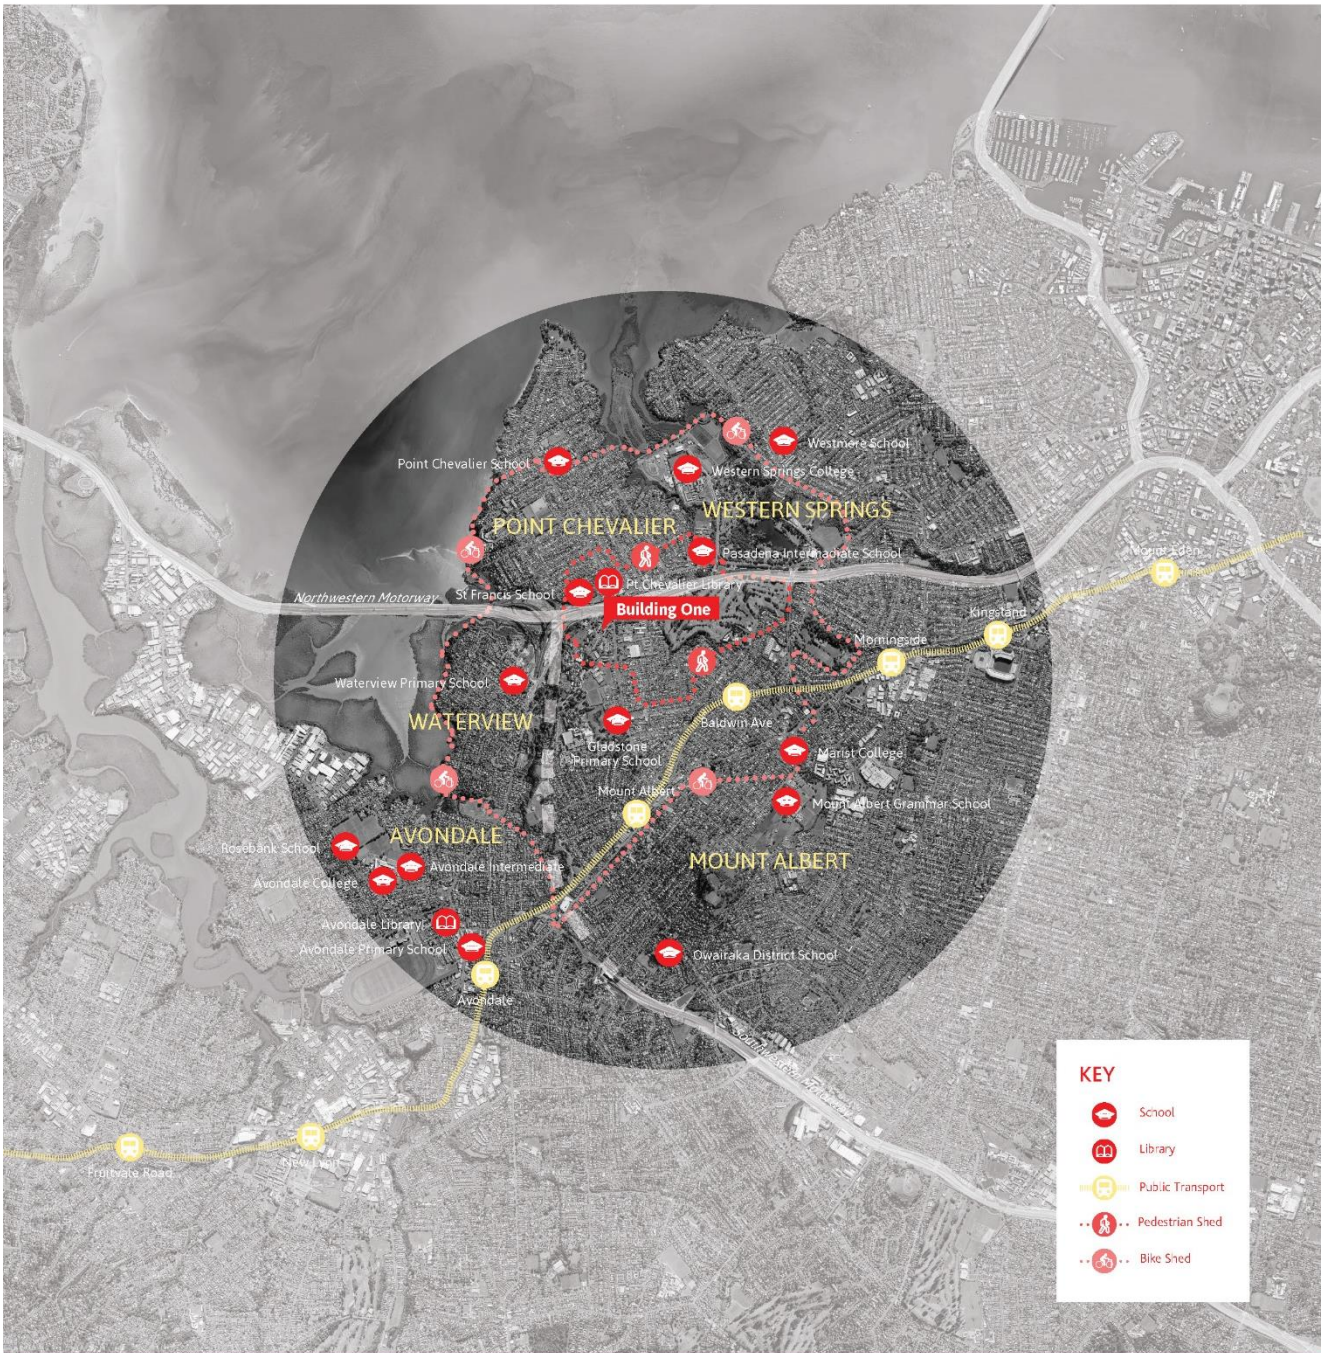 Westmere School
Point Chevalier School
Western Springs College
WESTERN SPRINGS
POINT CHEVALIER
Mount Eden
Pasadena Intermadiate School
Pt Chevalier Library
St Francis School
Northwestern Motorway
Building One
Kingsland
Morningside
Waterview Primary School
WATERVIEW
Baldwin Ave
Gladstone
Primary School
Marist College
Mount Albert
Mount Albert Grammar School
AVONDALE
Rosebank School
MOUNT ALBERT
Avondale Intermediate
Avondale College
Avondale Library
Avondale Primary School
Owairaka District School
Avondale
New Lynn
Fruitvale Road
KEY
School
Library
Public Transport
Pedestrian Shed
Bike Shed